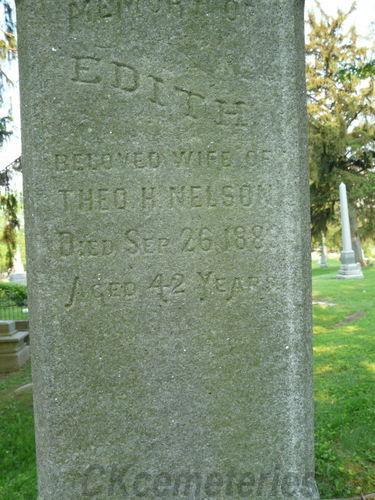 MEMORY OF
EDITH
BELOVED WIFE OF
THEO. H. NELSON
DIED SEP. 26, 188
AGED 42 YEARS
CKcemeteries